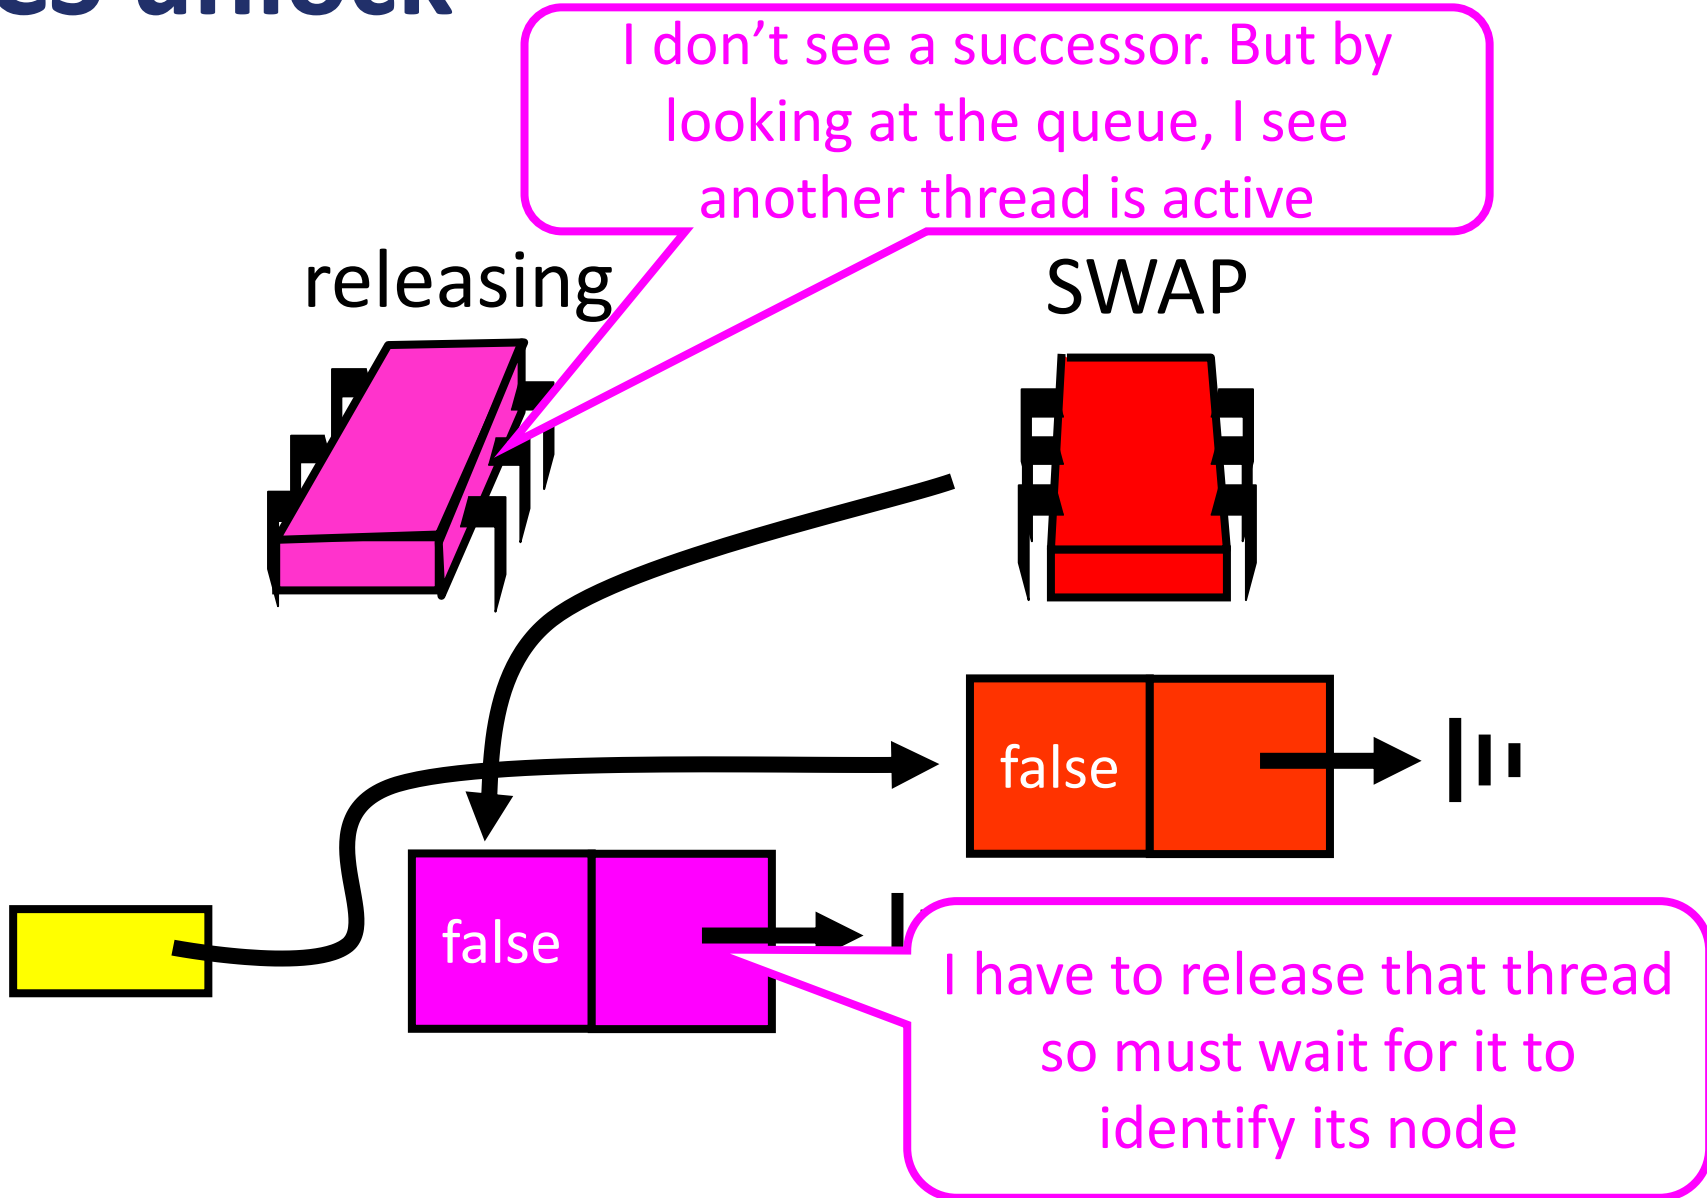 unlock
I don’t see a successor. But by
looking at the queue, I see
another thread is active
releasing
SWAP
false
false
I have to release that thread
so must wait for it to
identify its node